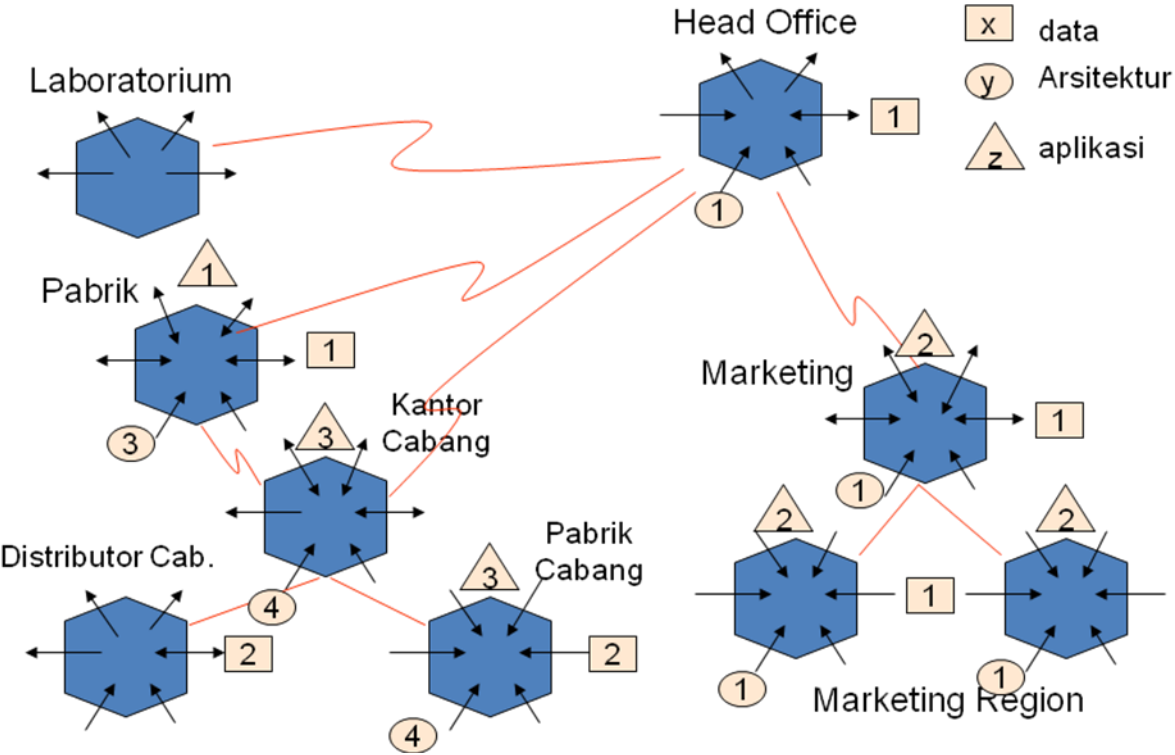 Head Office
x data
y Arsitektur
z aplikasi
Laboratorium
1
1
1
Pabrik
1
3
2
Marketing
1
1
Kantor
Cabang
3
4
Distributor Cab.
2
Pabrik
Cabang
3
2
4
2
2
1
1
1
Marketing Region